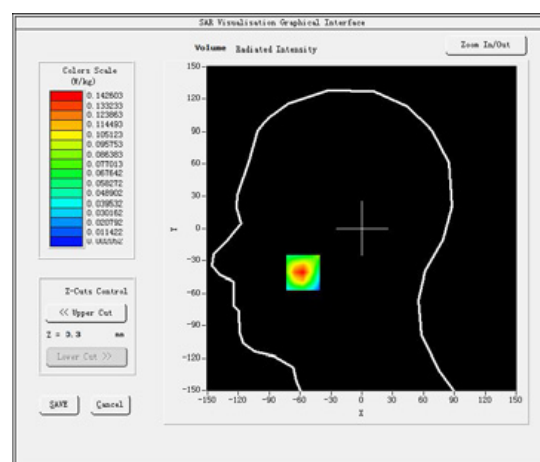 SAR Visualisation Graphical Interface
Volume Radiated Intensity
Zoom In/Out
Colors Scale
(W/kg)
0.142603
0.133233
0.123863
0.114493
0.105123
0.095753
0.086383
0.077013
0.067642
0.058272
0.048902
0.039532
0.030162
0.020792
0.011422
0.002052
150
120
90
60
30
0
-30
-60
-90
-120
-150
Y
-150 -120 -90 -60 -30 0 30 60 90 120 150
X
Z-Cuts Control
<< Upper Cut
Z = 3.3 mm
Lower Cut >>
SAVE Cancel